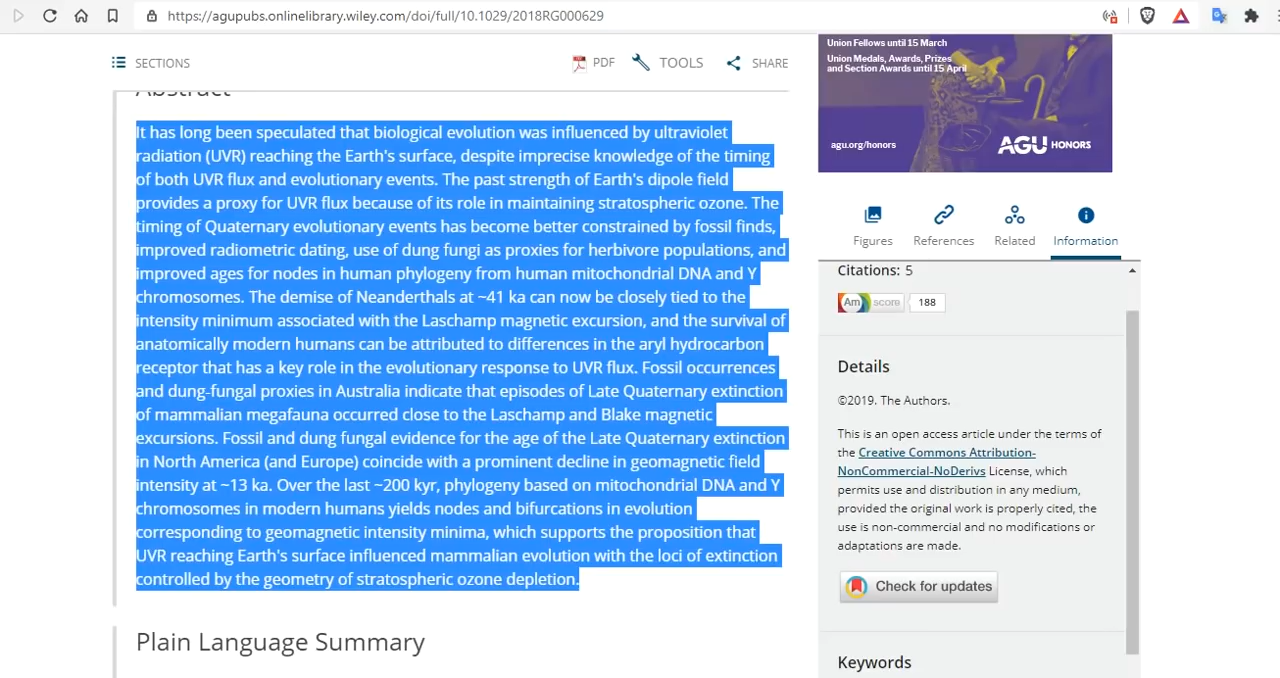 https://agupubs.onlinelibrary.wiley.com/doi/full/10.1029/2018RG000629
SECTIONS
PDF
TOOLS
SHARE
Abstract
It has long been speculated that biological evolution was influenced by ultraviolet
radiation (UVR) reaching the Earth's surface, despite imprecise knowledge of the timing
of both UVR flux and evolutionary events. The past strength of Earth's dipole field
provides a proxy for UVR flux because of its role in maintaining stratospheric ozone. The
timing of Quaternary evolutionary events has become better constrained by fossil finds,
improved radiometric dating, use of dung fungi as proxies for herbivore populations, and
improved ages for nodes in human phylogeny from human mitochondrial DNA and Y
chromosomes. The demise of Neanderthals at ~41 ka can now be closely tied to the
intensity minimum associated with the Laschamp magnetic excursion, and the survival of
anatomically modern humans can be attributed to differences in the aryl hydrocarbon
receptor that has a key role in the evolutionary response to UVR flux. Fossil occurrences
and dung-fungal proxies in Australia indicate that episodes of Late Quaternary extinction
of mammalian megafauna occurred close to the Laschamp and Blake magnetic
excursions. Fossil and dung fungal evidence for the age of the Late Quaternary extinction
in North America (and Europe) coincide with a prominent decline in geomagnetic field
intensity at ~13 ka. Over the last ~200 kyr, phylogeny based on mitochondrial DNA and Y
chromosomes in modern humans yields nodes and bifurcations in evolution
corresponding to geomagnetic intensity minima, which supports the proposition that
UVR reaching Earth's surface influenced mammalian evolution with the loci of extinction
controlled by the geometry of stratospheric ozone depletion.
Plain Language Summary
Union Fellows until 15 March
Union Medals, Awards, Prizes
and Section Awards until 15 April
agu.org/honors
AGU HONORS
Figures
References
Related
Information
Citations: 5
Am score 188
Details
©2019. The Authors.
This is an open access article under the terms of
the Creative Commons Attribution-
NonCommercial-NoDerivs License, which
permits use and distribution in any medium,
provided the original work is properly cited, the
use is non-commercial and no modifications or
adaptations are made.
Check for updates
Keywords